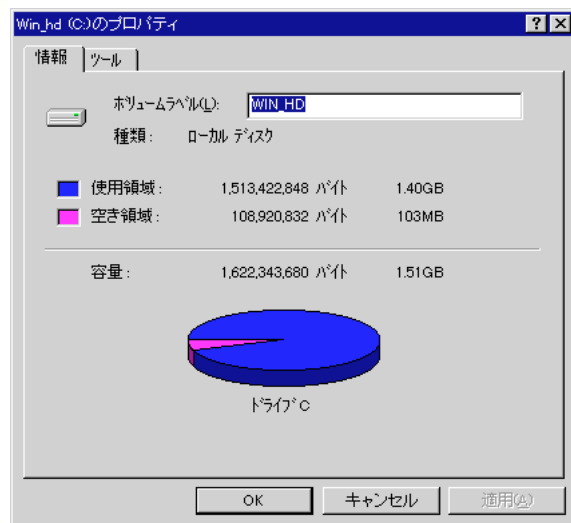 Win_hd (C:)のプロパティ
情報 ツール
ﾎﾞﾘｭｰﾑﾗﾍﾞﾙ(L): WIN_HD
種類: ﾛｰｶﾙ ﾃﾞｨｽｸ
使用領域: 1,513,422,848 ﾊﾞｲﾄ 1.40GB
空き領域: 108,920,832 ﾊﾞｲﾄ 103MB
容量: 1,622,343,680 ﾊﾞｲﾄ 1.51GB
ﾄﾞﾗｲﾌﾞ C
OK キャンセル 適用(A)